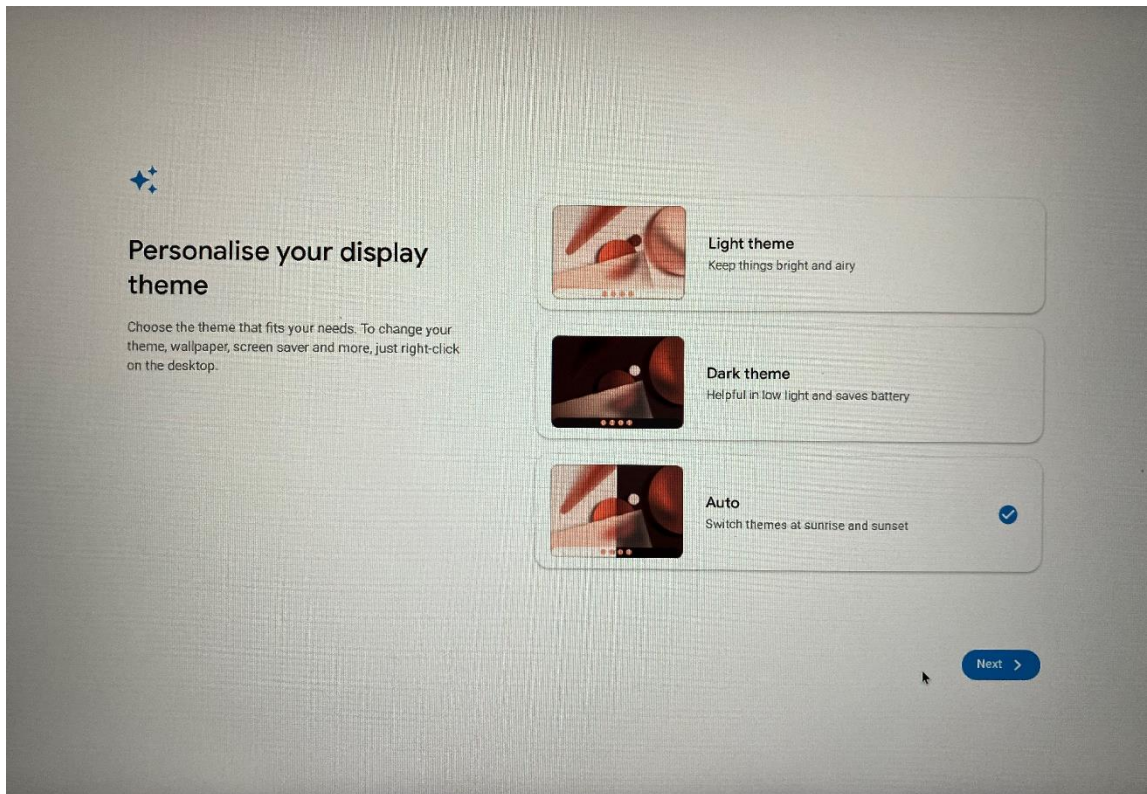 Personalise your display
theme
Choose the theme that fits your needs. To change your
theme, wallpaper, screen saver and more, just right-click
on the desktop.
Light theme
Keep things bright and airy
Dark theme
Helpful in low light and saves battery
Auto
Switch themes at sunrise and sunset
Next